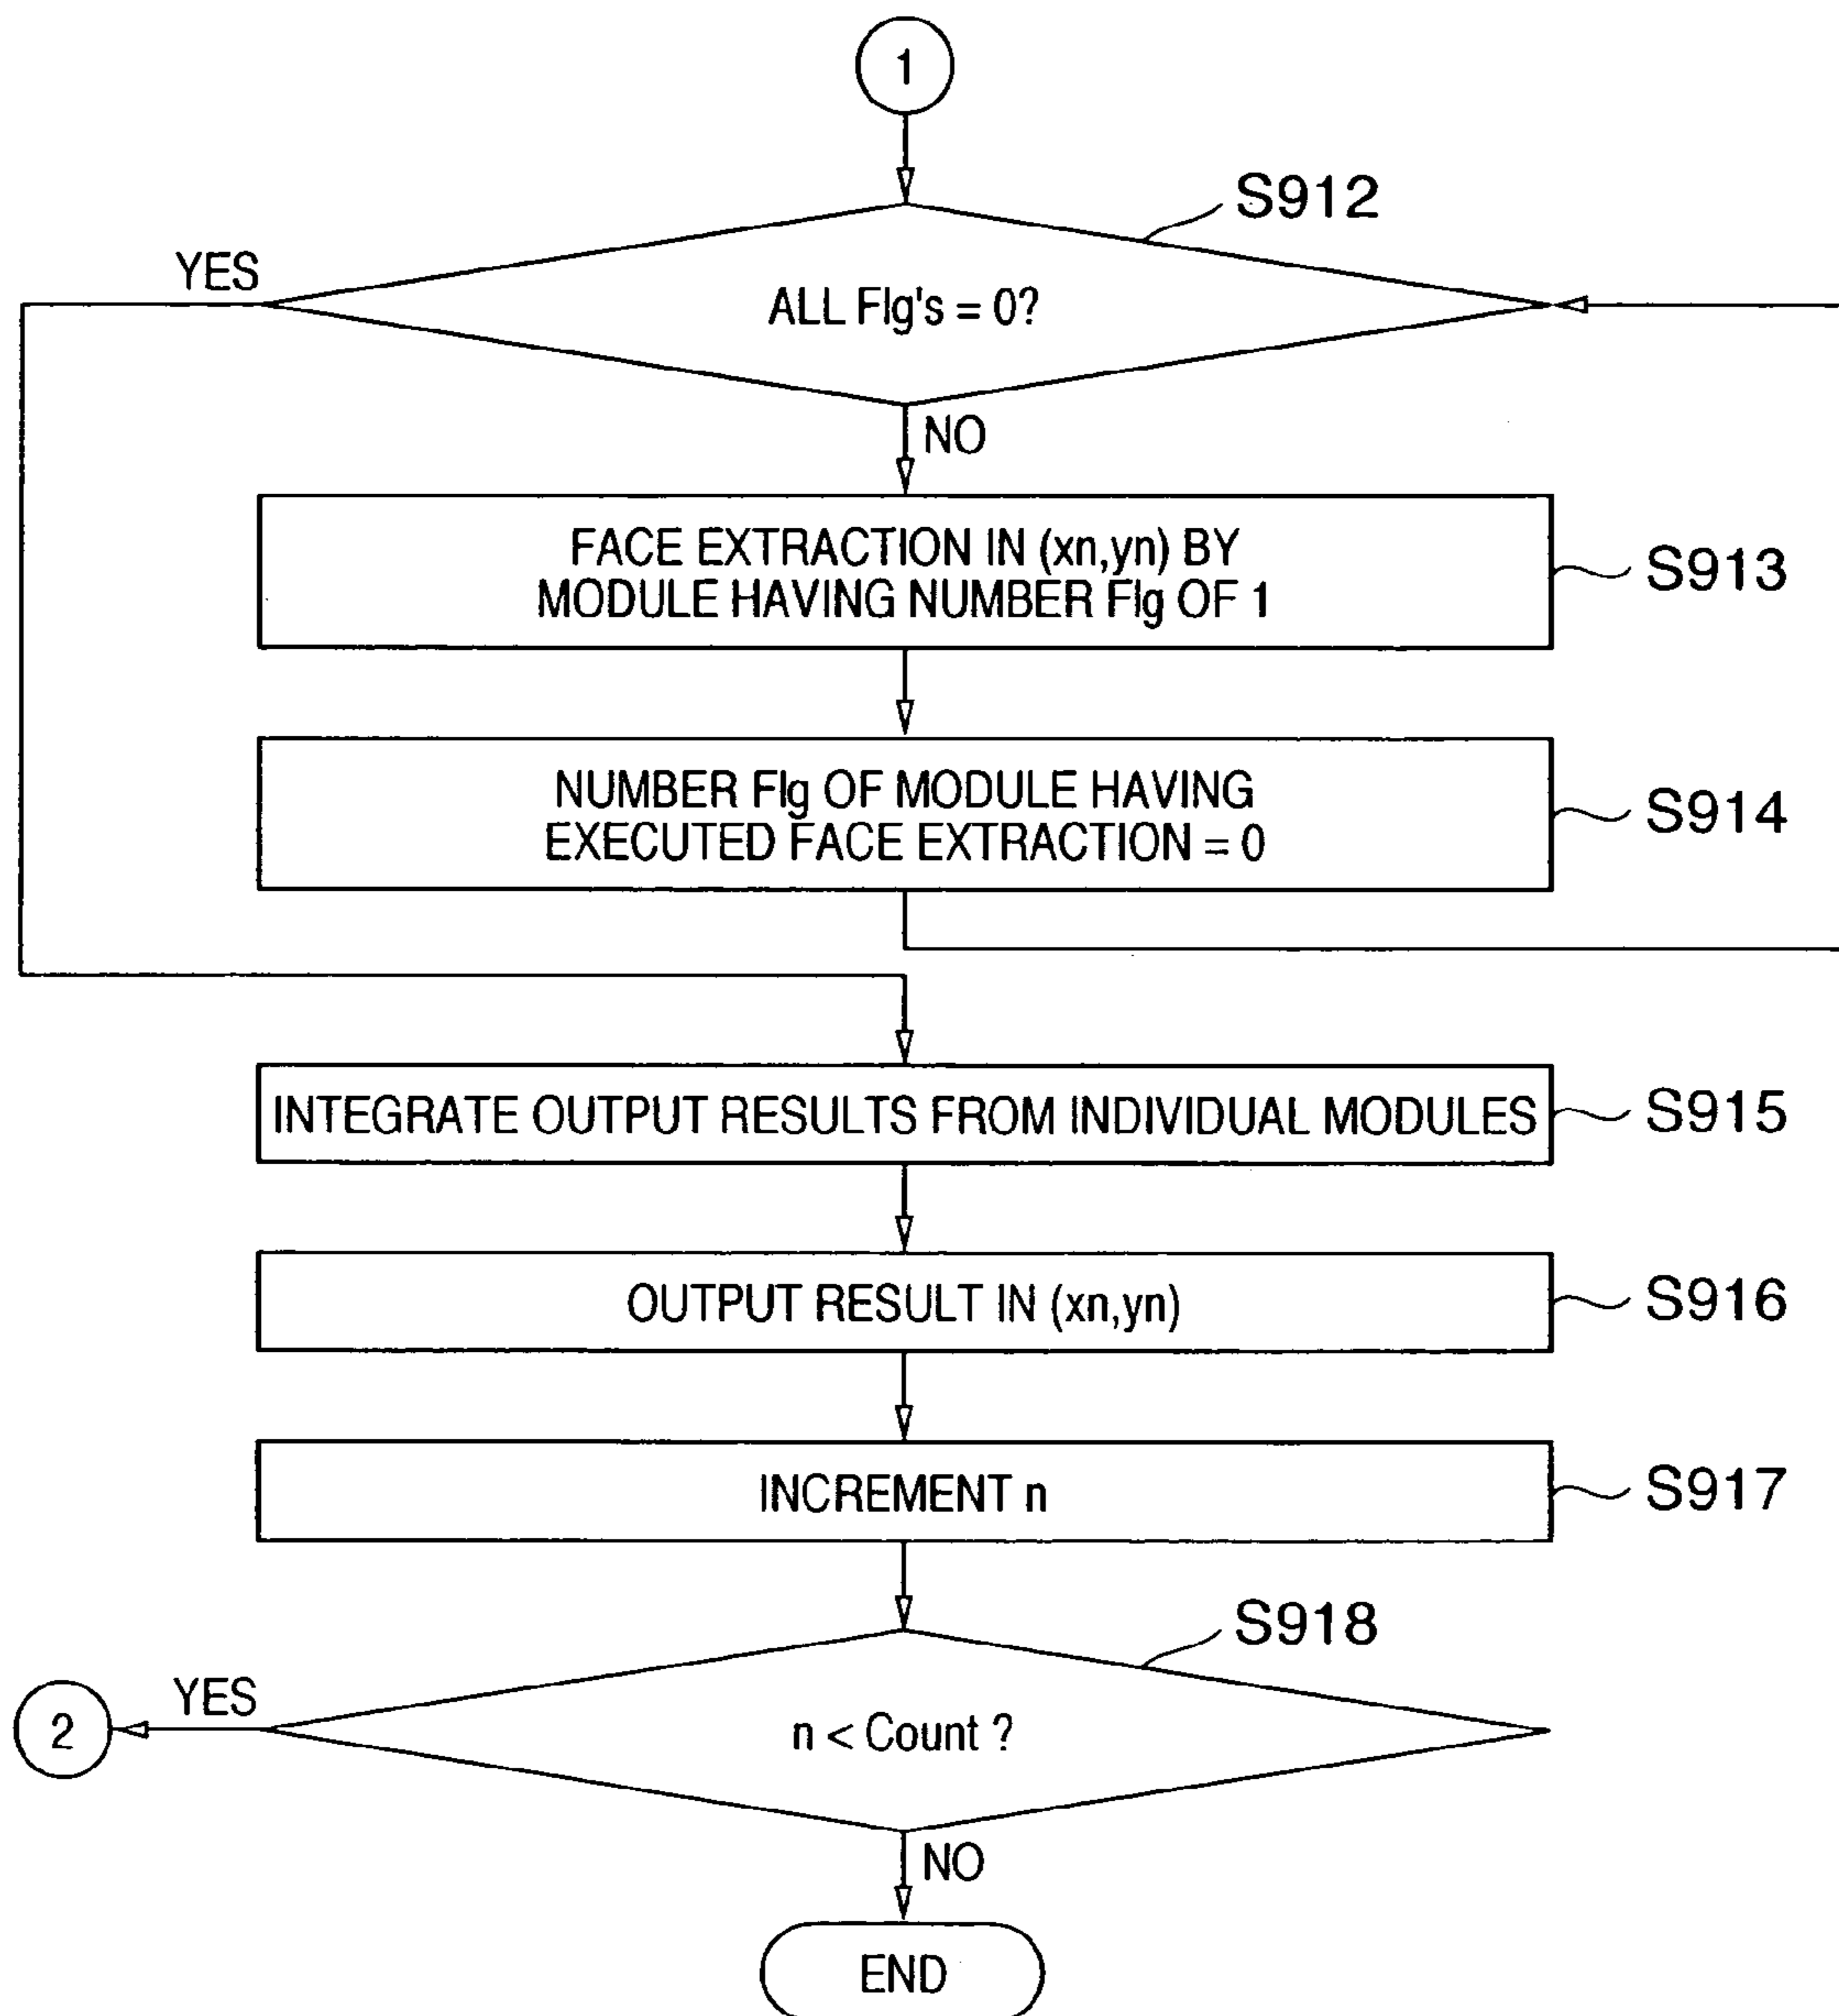 1
S912
YES
ALL Flg's = 0?
NO
FACE EXTRACTION IN (xn,yn) BY
MODULE HAVING NUMBER Flg OF 1
S913
NUMBER Flg OF MODULE HAVING
EXECUTED FACE EXTRACTION = 0
S914
INTEGRATE OUTPUT RESULTS FROM INDIVIDUAL MODULES
S915
OUTPUT RESULT IN (xn,yn)
S916
INCREMENT n
S917
S918
2
YES
n < Count ?
NO
END